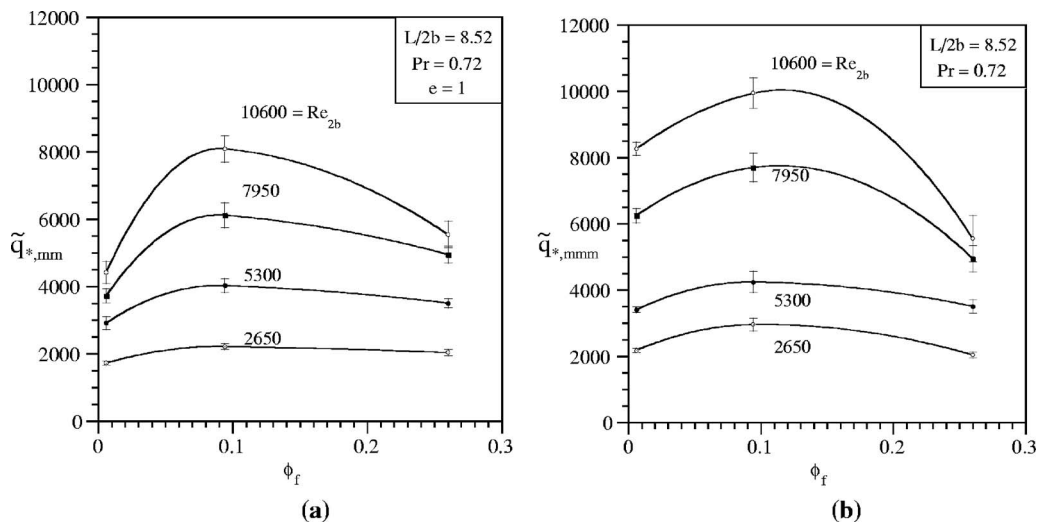 12000
10000
8000
6000
4000
2000
0
q̃*,mm
L/2b = 8.52
Pr = 0.72
e = 1
10600 = Re2b
7950
5300
2650
0
0.1
0.2
0.3
ϕf
(a)
12000
10000
8000
6000
4000
2000
0
q̃*,mmm
L/2b = 8.52
Pr = 0.72
10600 = Re2b
7950
5300
2650
0
0.1
0.2
0.3
ϕf
(b)